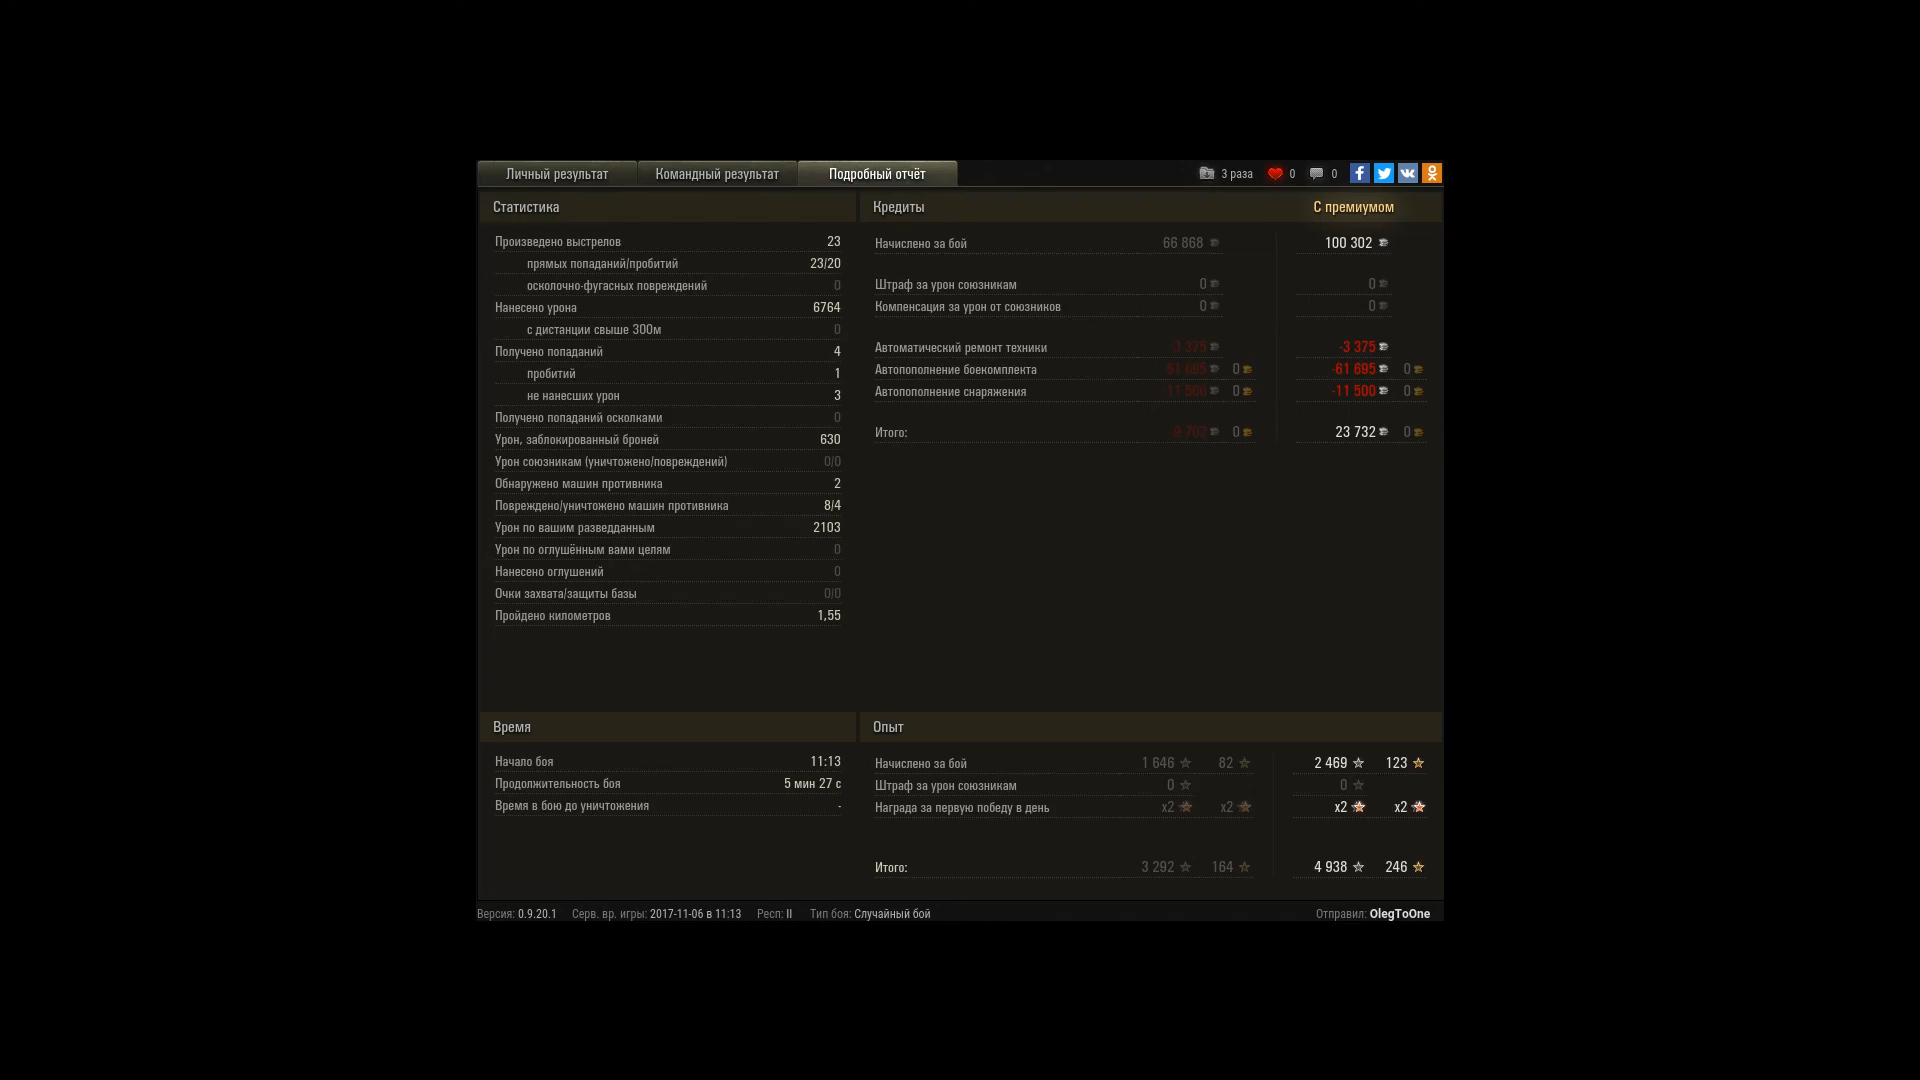 Личный результат Командный результат Подробный отчёт 3 раза 0 0
Статистика
Произведено выстрелов 23
прямых попаданий/пробитий 23/20
осколочно-фугасных повреждений 0
Нанесено урона 6764
с дистанции свыше 300м 0
Получено попаданий 4
пробитий 1
не нанесших урон 3
Получено попаданий осколками 0
Урон, заблокированный броней 630
Урон союзникам (уничтожено/повреждений) 0/0
Обнаружено машин противника 2
Повреждено/уничтожено машин противника 8/4
Урон по вашим разведданным 2103
Урон по оглушённым вами целям 0
Нанесено оглушений 0
Очки захвата/защиты базы 0/0
Пройдено километров 1,55
Кредиты С премиумом
Начислено за бой 66 868 100 302
Штраф за урон союзникам 0 0
Компенсация за урон от союзников 0 0
Автоматический ремонт техники -3 375 -3 375
Автопополнение боекомплекта -61 695 0 -61 695 0
Автопополнение снаряжения -11 500 0 -11 500 0
Итого: -9 702 0 23 732 0
Время
Начало боя 11:13
Продолжительность боя 5 мин 27 с
Время в бою до уничтожения -
Опыт
Начислено за бой 1 646 82 2 469 123
Штраф за урон союзникам 0 0
Награда за первую победу в день x2 x2 x2 x2
Итого: 3 292 164 4 938 246
Версия: 0.9.20.1 Серв. вр. игры: 2017-11-06 в 11:13 Респ: II Тип боя: Случайный бой Отправил: OlegToOne